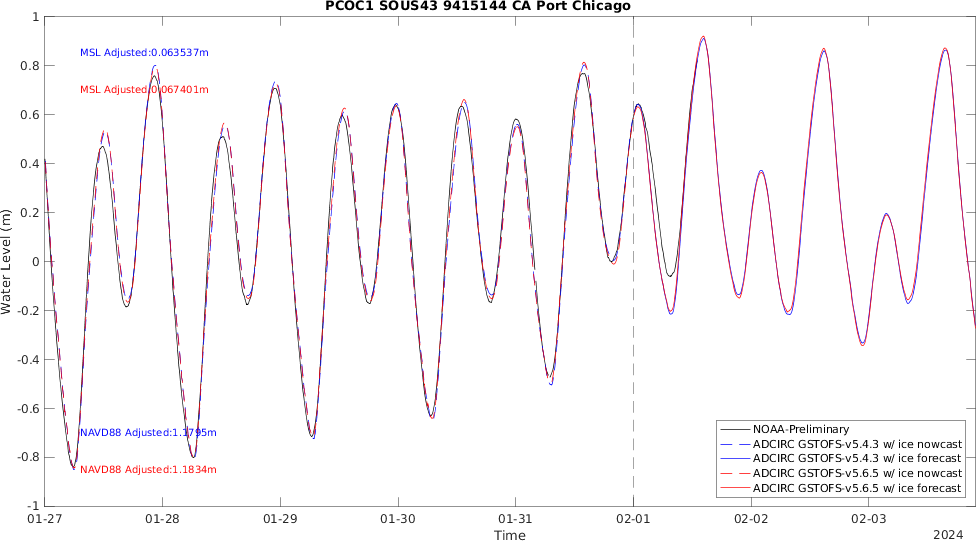 PCOC1 SOUS43 9415144 CA Port Chicago
1
0.8
0.6
0.4
0.2
0
-0.2
-0.4
-0.6
-0.8
-1
Water Level (m)
MSL Adjusted:0.063537m
MSL Adjusted:0.067401m
NAVD88 Adjusted:1.1795m
NAVD88 Adjusted:1.1834m
NOAA-Preliminary
ADCIRC GSTOFS-v5.4.3 w/ ice nowcast
ADCIRC GSTOFS-v5.4.3 w/ ice forecast
ADCIRC GSTOFS-v5.6.5 w/ ice nowcast
ADCIRC GSTOFS-v5.6.5 w/ ice forecast
01-27 01-28 01-29 01-30 01-31 02-01 02-02 02-03
Time
2024